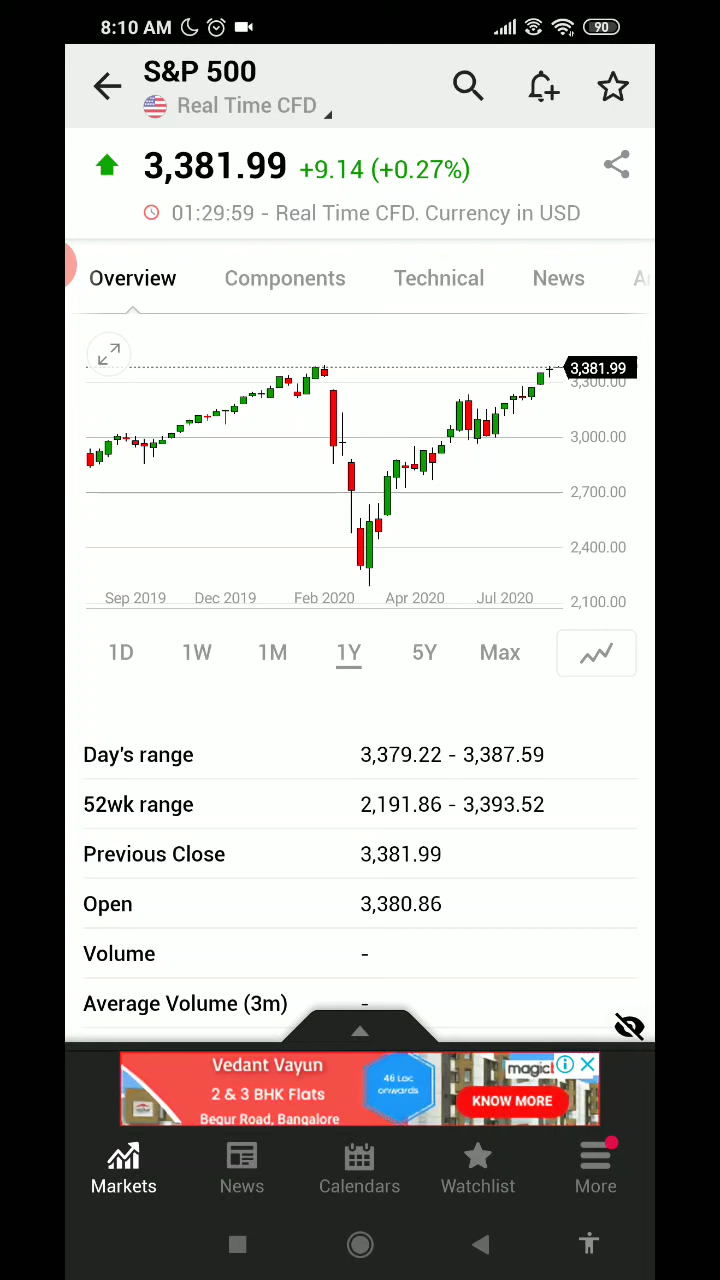 8:10 AM 90
S&P 500
Real Time CFD
3,381.99 +9.14 (+0.27%)
01:29:59 - Real Time CFD. Currency in USD
Overview Components Technical News
3,381.99
3,300.00
3,000.00
2,700.00
2,400.00
2,100.00
Sep 2019 Dec 2019 Feb 2020 Apr 2020 Jul 2020
1D 1W 1M 1Y 5Y Max
Day's range 3,379.22 - 3,387.59
52wk range 2,191.86 - 3,393.52
Previous Close 3,381.99
Open 3,380.86
Volume -
Average Volume (3m) -
Vedant Vayun
2 & 3 BHK Flats
Begur Road, Bangalore
46 Lac
onwards
magic
KNOW MORE
Markets News Calendars Watchlist More